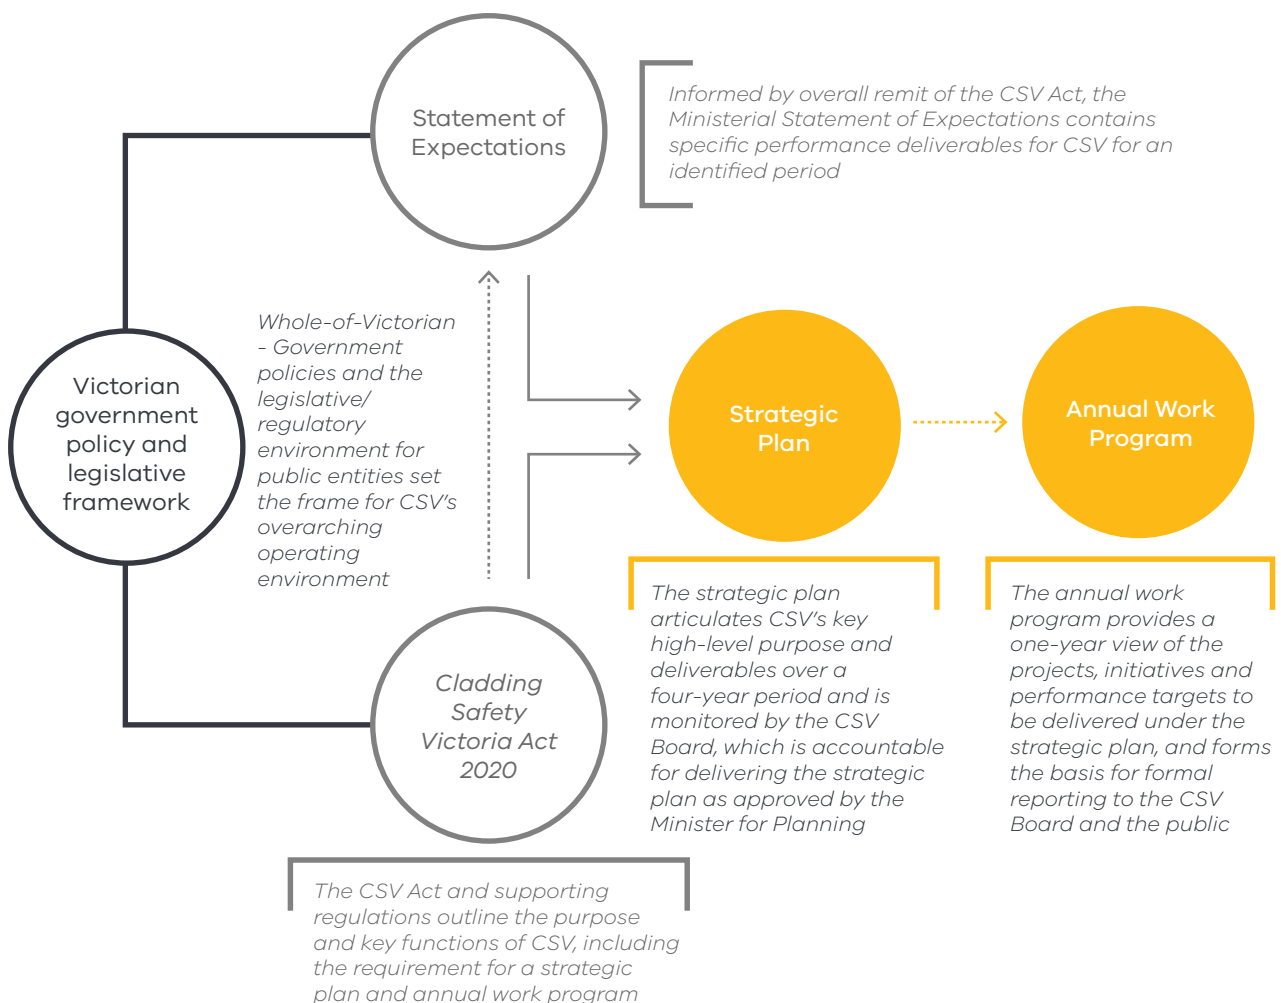 Statement of
Expectations
Informed by overall remit of the CSV Act, the
Ministerial Statement of Expectations contains
specific performance deliverables for CSV for an
identified period
Victorian
government
policy and
legislative
framework
Whole-of-Victorian
- Government
policies and the
legislative/
regulatory
environment for
public entities set
the frame for CSV's
overarching
operating
environment
Strategic
Plan
Annual Work
Program
Cladding
Safety
Victoria Act
2020
The strategic plan
articulates CSV's key
high-level purpose and
deliverables over a
four-year period and is
monitored by the CSV
Board, which is accountable
for delivering the strategic
plan as approved by the
Minister for Planning
The annual work
program provides a
one-year view of the
projects, initiatives and
performance targets to
be delivered under the
strategic plan, and forms
the basis for formal
reporting to the CSV
Board and the public
The CSV Act and supporting
regulations outline the purpose
and key functions of CSV, including
the requirement for a strategic
plan and annual work program